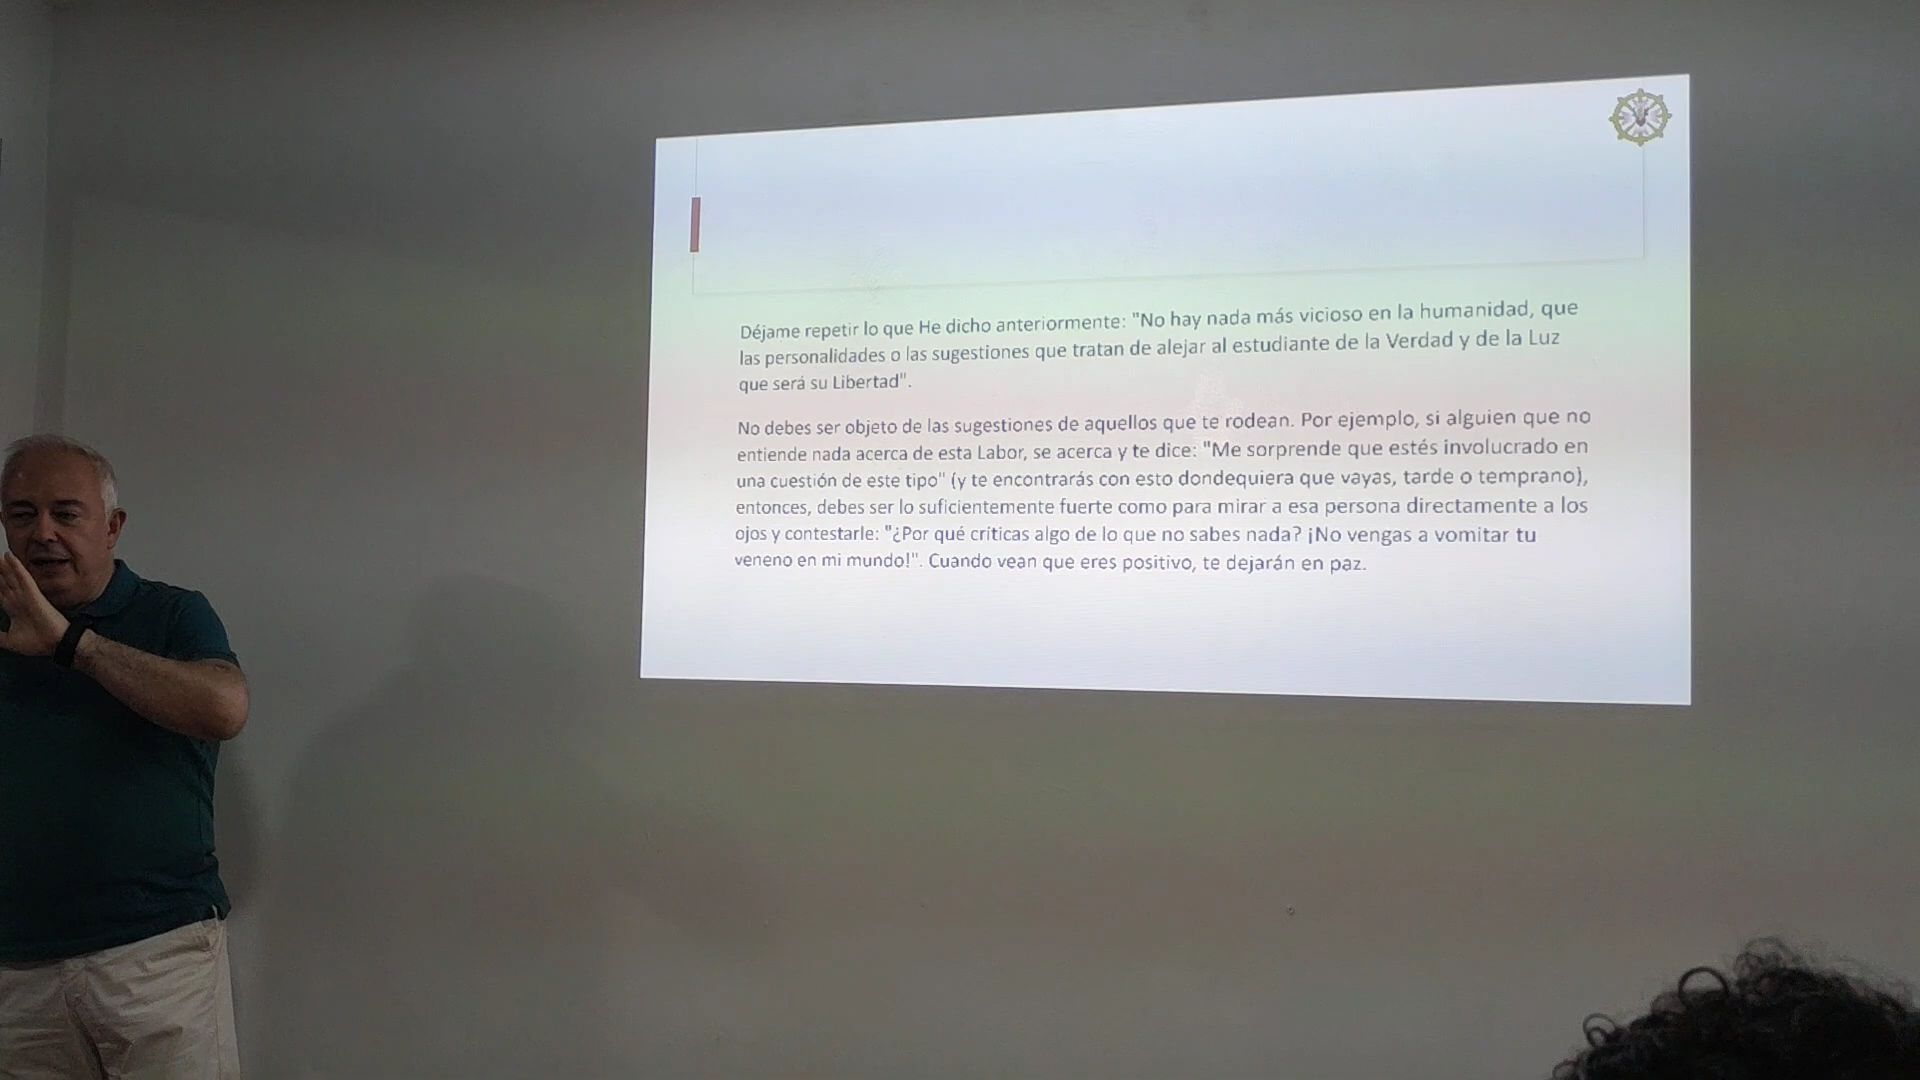 Déjame repetir lo que He dicho anteriormente: "No hay nada más vicioso en la humanidad, que
las personalidades o las sugestiones que tratan de alejar al estudiante de la Verdad y de la Luz
que será su Libertad".
No debes ser objeto de las sugestiones de aquellos que te rodean. Por ejemplo, si alguien que no
entiende nada acerca de esta Labor, se acerca y te dice: "Me sorprende que estés involucrado en
una cuestión de este tipo" (y te encontrarás con esto dondequiera que vayas, tarde o temprano),
entonces, debes ser lo suficientemente fuerte como para mirar a esa persona directamente a los
ojos y contestarle: "¿Por qué criticas algo de lo que no sabes nada? ¡No vengas a vomitar tu
veneno en mi mundo!". Cuando vean que eres positivo, te dejarán en paz.